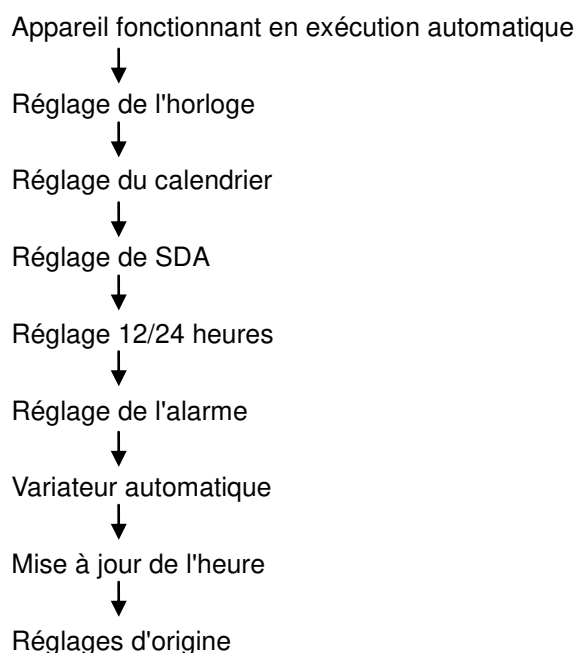 Appareil fonctionnant en exécution automatique
Réglage de l'horloge
Réglage du calendrier
Réglage de SDA
Réglage 12/24 heures
Réglage de l'alarme
Variateur automatique
Mise à jour de l'heure
Réglages d'origine